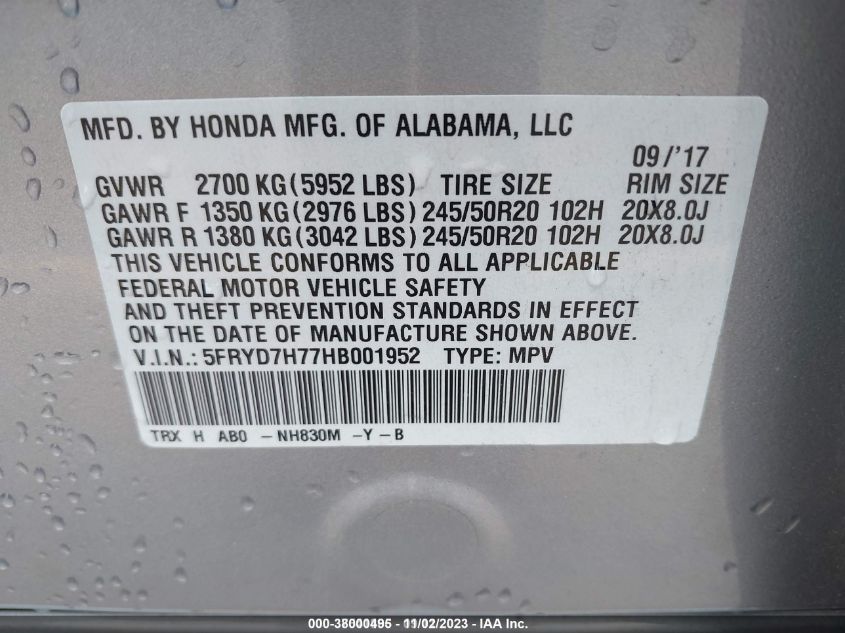 MFD. BY HONDA MFG. OF ALABAMA, LLC
09/'17
GVWR 2700 KG(5952 LBS) TIRE SIZE RIM SIZE
GAWR F 1350 KG(2976 LBS) 245/50R20 102H 20X8.0J
GAWR R 1380 KG(3042 LBS) 245/50R20 102H 20X8.0J
THIS VEHICLE CONFORMS TO ALL APPLICABLE
FEDERAL MOTOR VEHICLE SAFETY
AND THEFT PREVENTION STANDARDS IN EFFECT
ON THE DATE OF MANUFACTURE SHOWN ABOVE.
V.I.N.: 5FRYD7H77HB001952 TYPE: MPV
TRX H AB0 -NH830M -Y-B
000-38000495 - 11/02/2023 - IAA Inc.